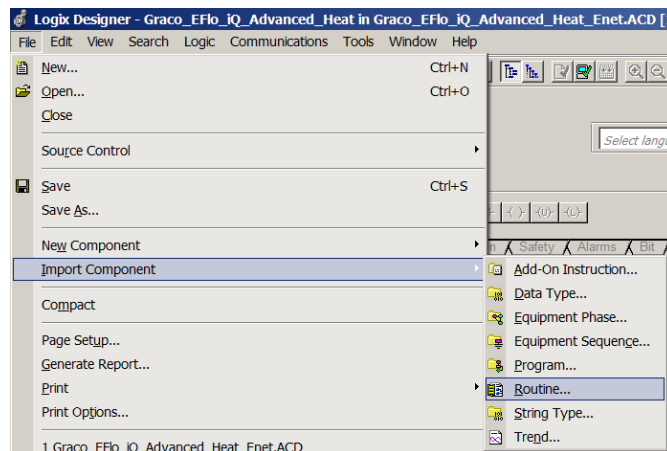 Logix Designer - Graco_EFlo_iQ_Advanced_Heat in Graco_EFlo_iQ_Advanced_Heat_Enet.ACD [
File Edit View Search Logic Communications Tools Window Help
New... Ctrl+N
Open... Ctrl+O
Close
Select langu
Source Control
Save Ctrl+S
Save As...
-( )- -(U)- -(L)-
New Component
n Safety Alarms Bit
Import Component
Add-On Instruction...
Data Type...
Compact
Equipment Phase...
Page Setup...
Equipment Sequence...
Generate Report...
Program...
Print
Routine...
Print Options...
String Type...
1 Graco_EFlo_iQ_Advanced_Heat_Enet.ACD
Trend...